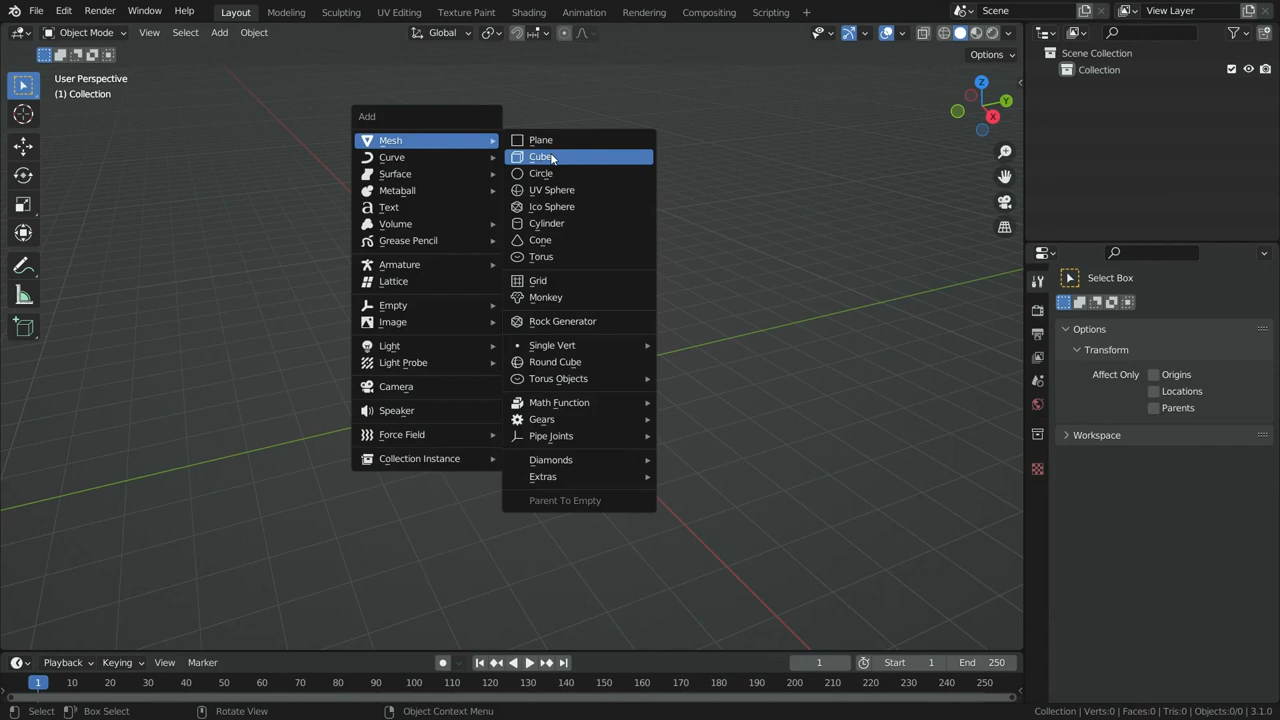 File Edit Render Window Help Layout Modeling Sculpting UV Editing Texture Paint Shading Animation Rendering Compositing Scripting + Scene View Layer
Object Mode View Select Add Object Global
Options
User Perspective
(1) Collection
Z
Y
X
Add
Mesh
Curve
Surface
Metaball
Text
Volume
Grease Pencil
Armature
Lattice
Empty
Image
Light
Light Probe
Camera
Speaker
Force Field
Collection Instance
Plane
Cube
Circle
UV Sphere
Ico Sphere
Cylinder
Cone
Torus
Grid
Monkey
Rock Generator
Single Vert
Round Cube
Torus Objects
Math Function
Gears
Pipe Joints
Diamonds
Extras
Parent To Empty
Scene Collection
Collection
Select Box
Options
Transform
Affect Only Origins
Locations
Parents
Workspace
Playback Keying View Marker 1 Start 1 End 250
1 10 20 30 40 50 60 70 80 90 100 110 120 130 140 150 160 170 180 190 200 210 220 230 240 250
Select Box Select Rotate View Object Context Menu Collection | Verts:0 | Faces:0 | Tris:0 | Objects:0/0 | 3.1.0